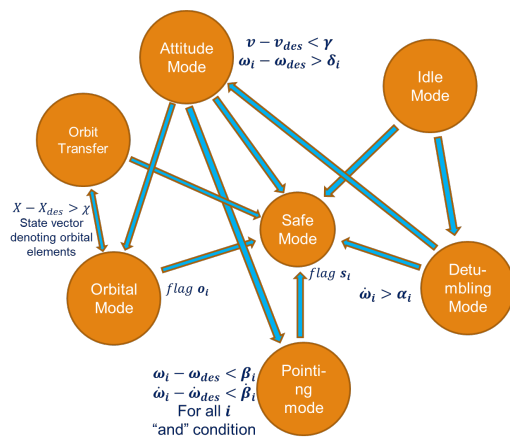 Attitude
Mode
v − v_des < γ
ω_i − ω_des > δ_i
Idle
Mode
Orbit
Transfer
X − X_des > χ
State vector
denoting orbital
elements
Safe
Mode
flag s_i
Orbital
Mode
flag o_i
Detu-
mbling
Mode
ω̇_i > α_i
ω_i − ω_des < β_i
ω̇_i − ω̇_des < β̇_i
For all i
“and” condition
Pointi-
ng
mode